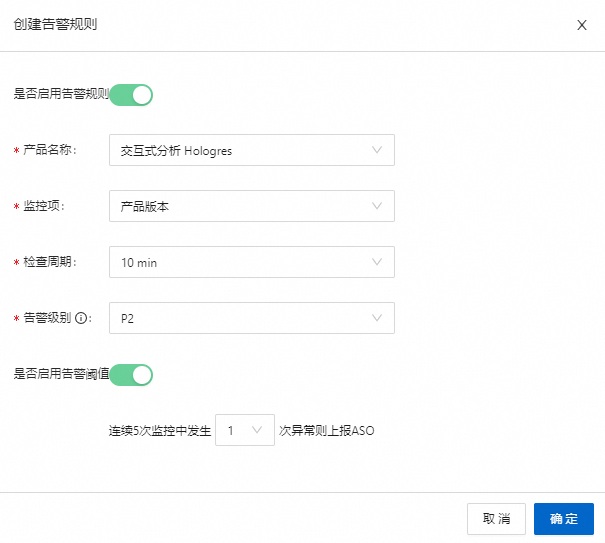 创建告警规则
是否启用告警规则
* 产品名称: 交互式分析 Hologres
* 监控项: 产品版本
* 检查周期: 10 min
* 告警级别 : P2
是否启用告警阈值
连续5次监控中发生 1 次异常则上报ASO
取消 确定